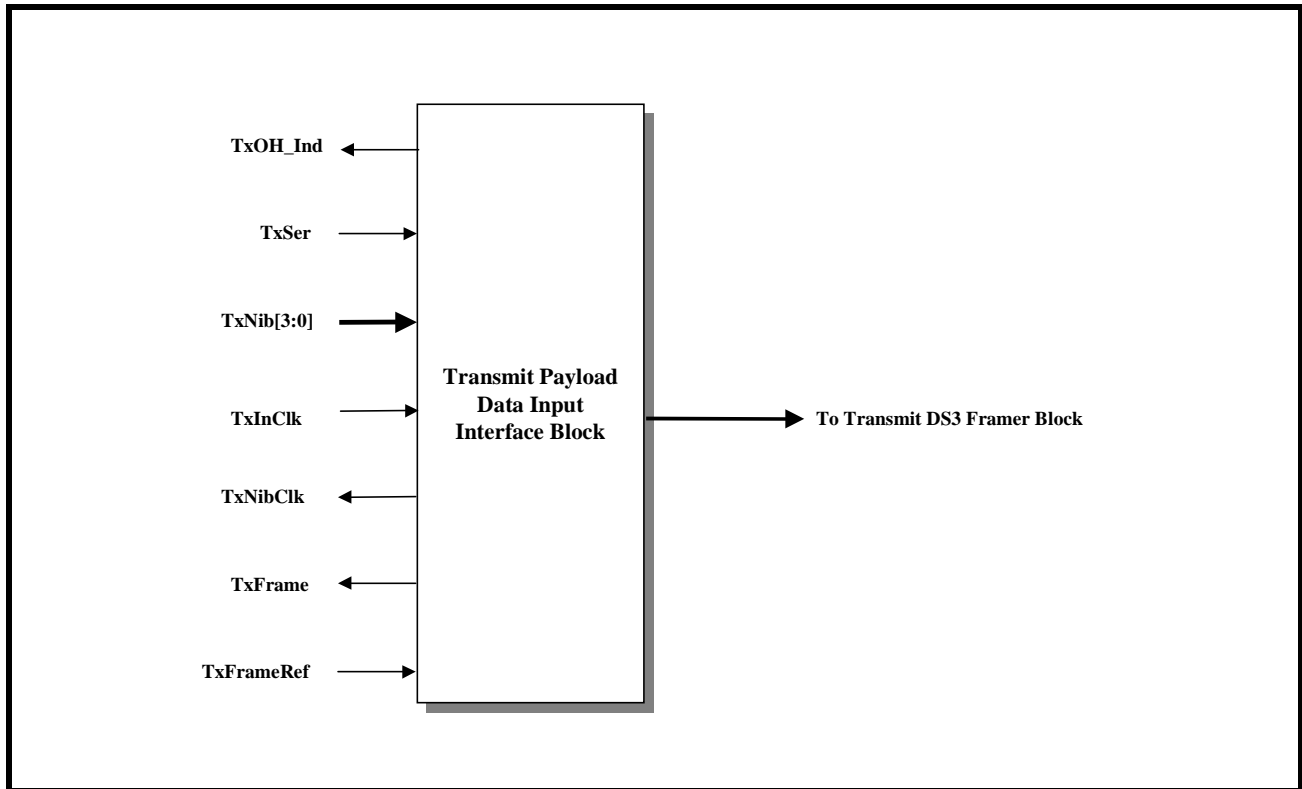 TxOH_Ind
TxSer
TxNib[3:0]
TxInClk
TxNibClk
TxFrame
TxFrameRef
Transmit Payload
Data Input
Interface Block
To Transmit DS3 Framer Block